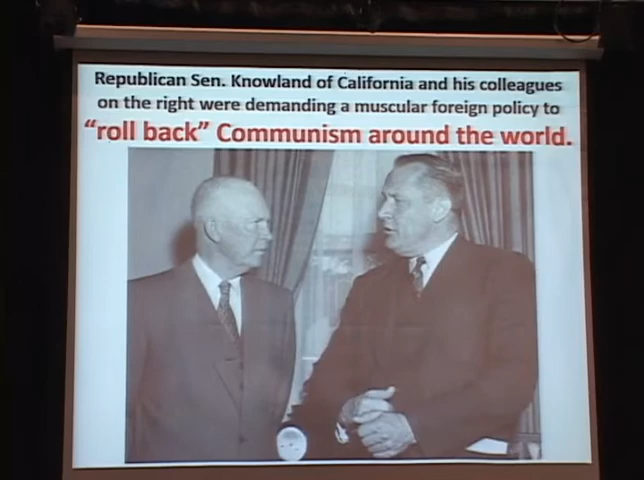 Republican Sen. Knowland of California and his colleagues
on the right were demanding a muscular foreign policy to
“roll back” Communism around the world.